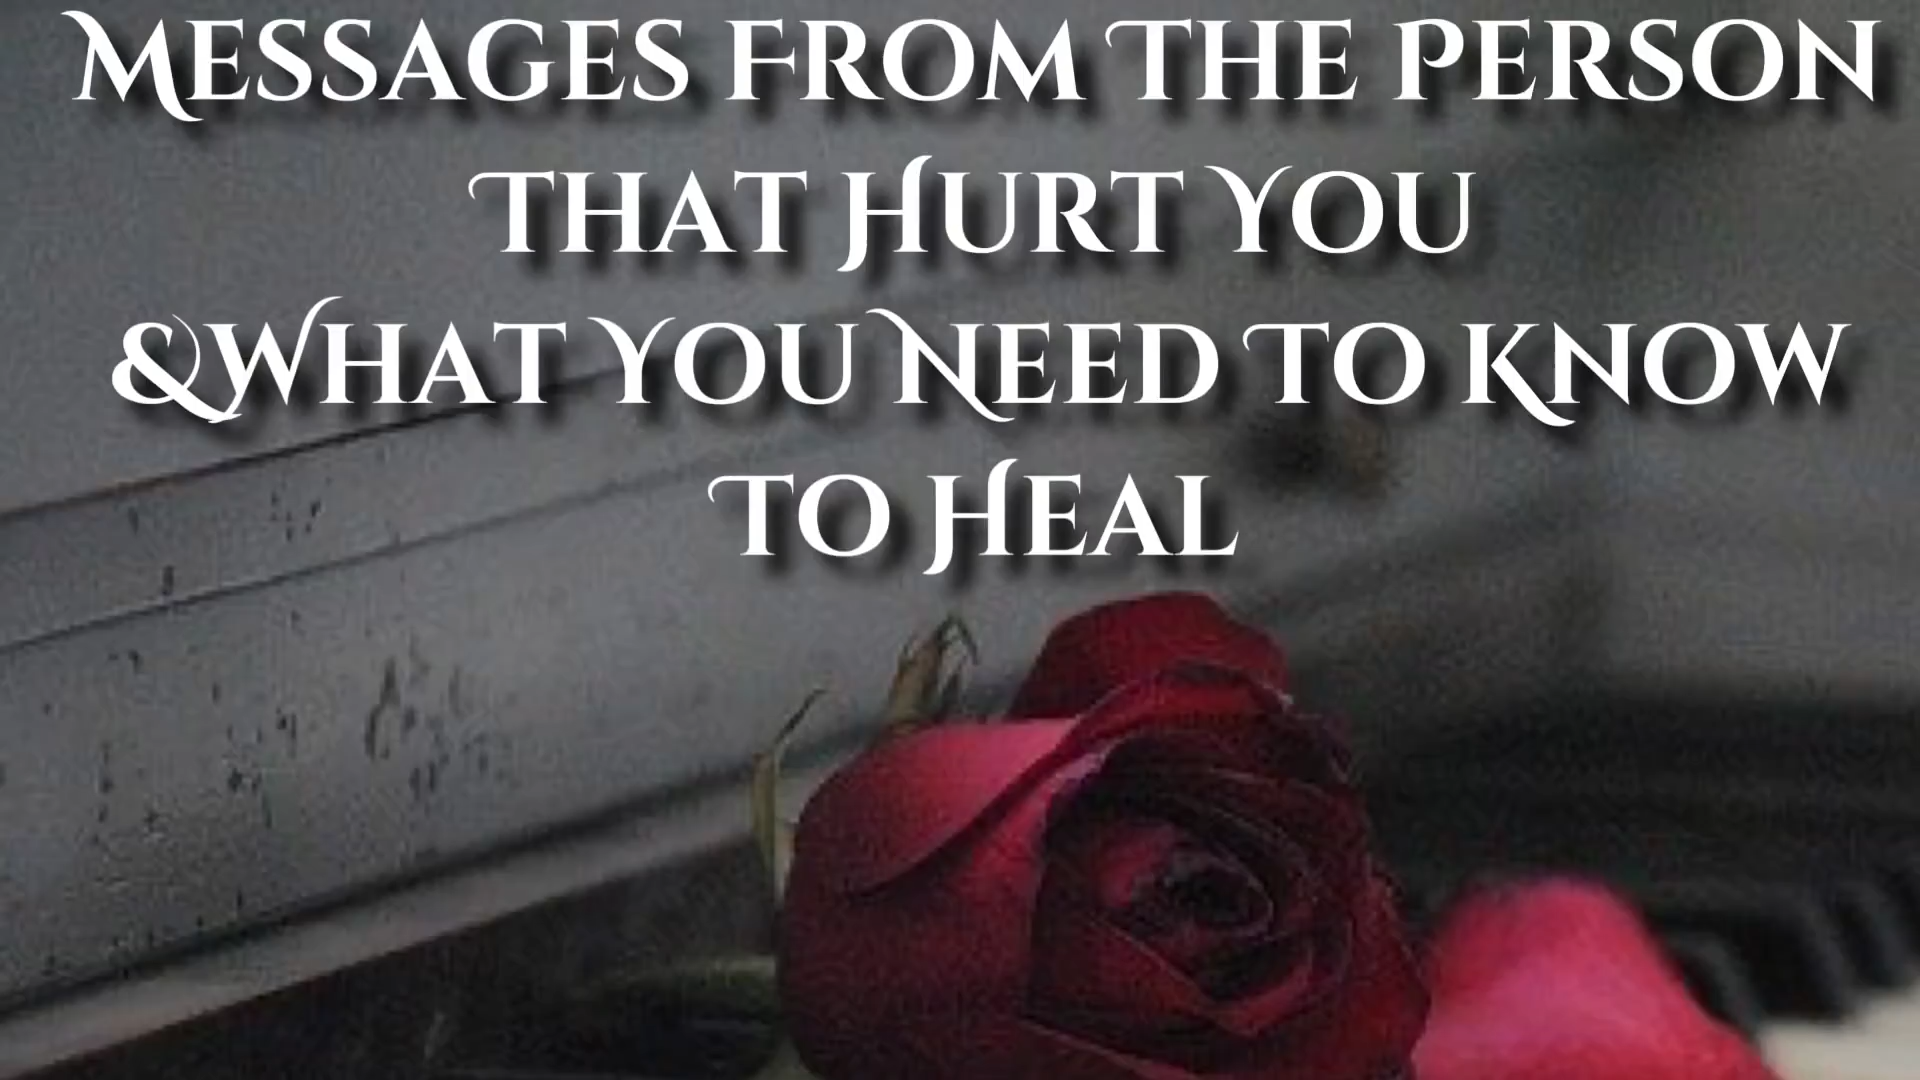 Messages From The Person
That Hurt You
&What You Need To Know
To Heal